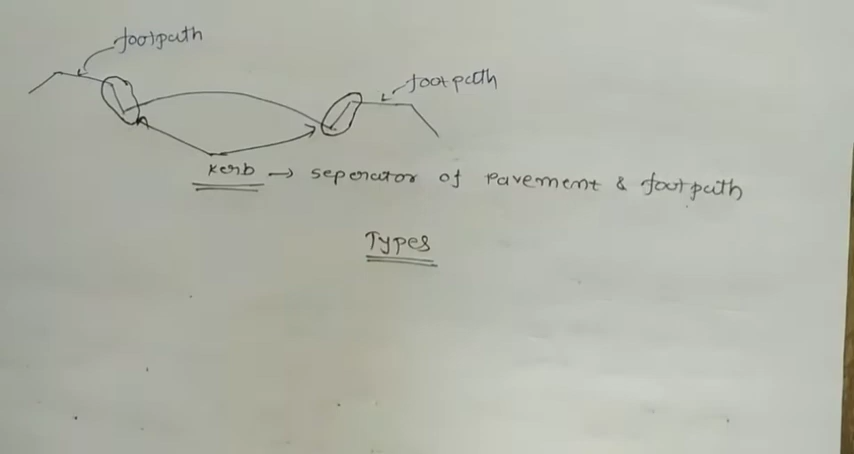 footpath
footpath
Kerb → seperator of Pavement & footpath
Types